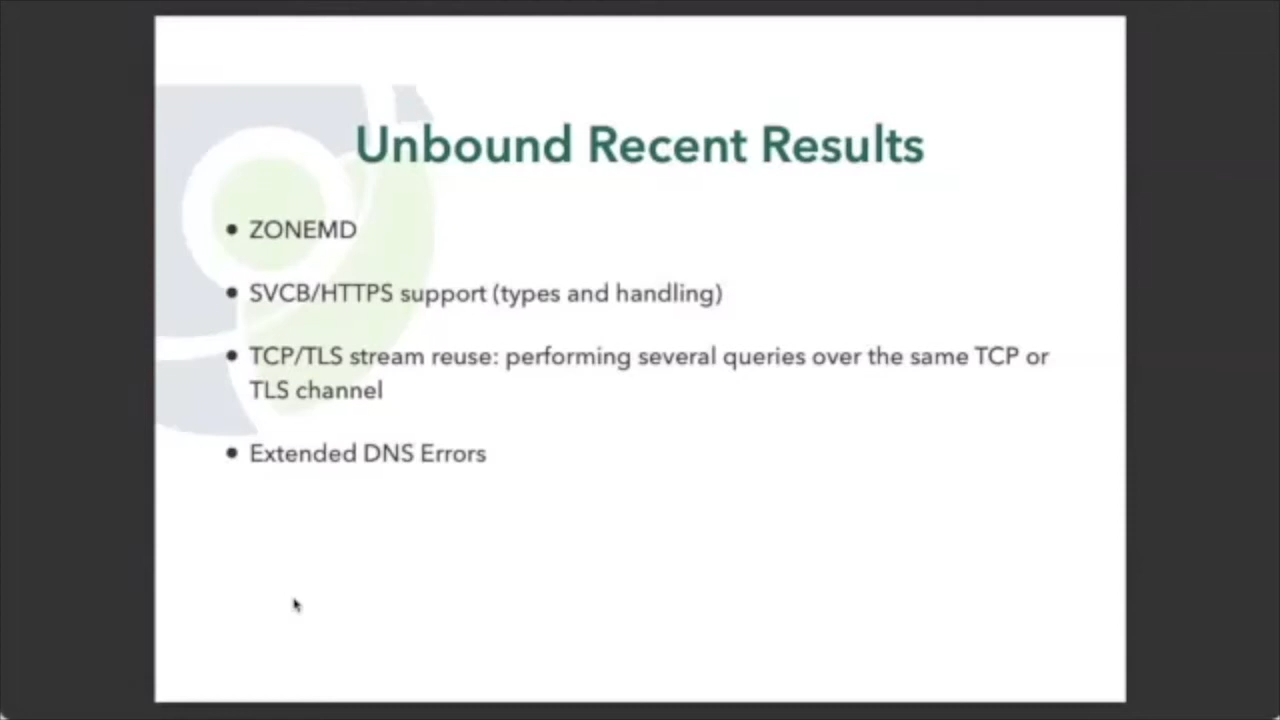 Unbound Recent Results
• ZONEMD
• SVCB/HTTPS support (types and handling)
• TCP/TLS stream reuse: performing several queries over the same TCP or
TLS channel
• Extended DNS Errors